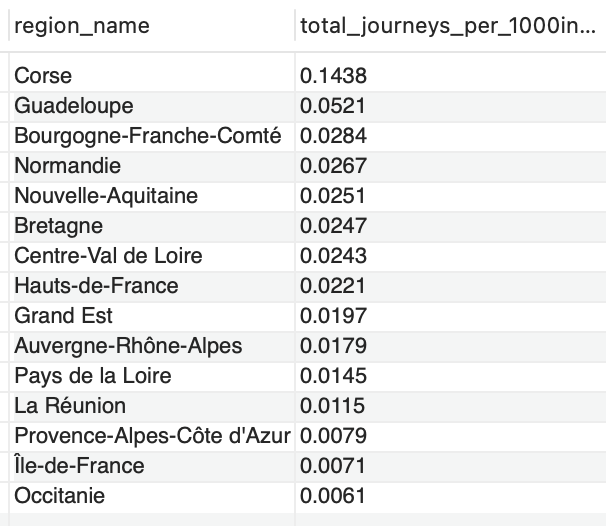 region_name total_journeys_per_1000in...
Corse 0.1438
Guadeloupe 0.0521
Bourgogne-Franche-Comté 0.0284
Normandie 0.0267
Nouvelle-Aquitaine 0.0251
Bretagne 0.0247
Centre-Val de Loire 0.0243
Hauts-de-France 0.0221
Grand Est 0.0197
Auvergne-Rhône-Alpes 0.0179
Pays de la Loire 0.0145
La Réunion 0.0115
Provence-Alpes-Côte d'Azur 0.0079
Île-de-France 0.0071
Occitanie 0.0061